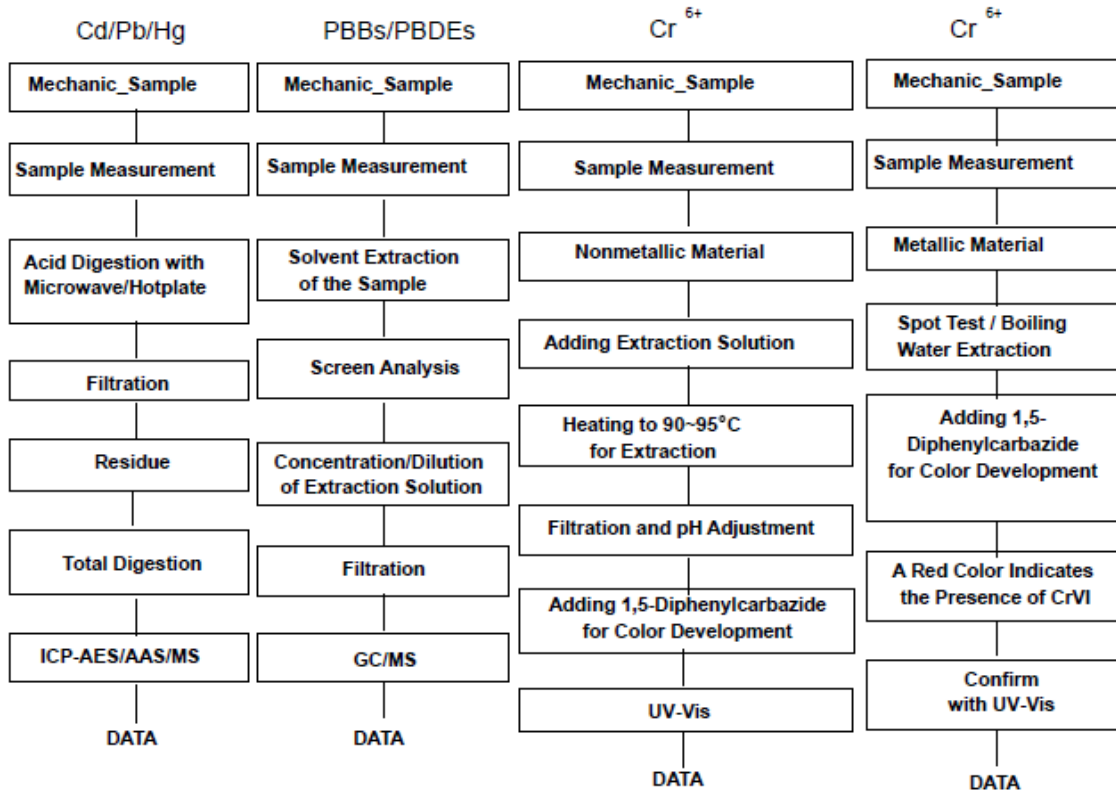 Cd/Pb/Hg
Mechanic_Sample
Sample Measurement
Acid Digestion with
Microwave/Hotplate
Filtration
Residue
Total Digestion
ICP-AES/AAS/MS
DATA
PBBs/PBDEs
Mechanic_Sample
Sample Measurement
Solvent Extraction
of the Sample
Screen Analysis
Concentration/Dilution
of Extraction Solution
Filtration
GC/MS
DATA
Cr 6+
Mechanic_Sample
Sample Measurement
Nonmetallic Material
Adding Extraction Solution
Heating to 90~95°C
for Extraction
Filtration and pH Adjustment
Adding 1,5-Diphenylcarbazide
for Color Development
UV-Vis
DATA
Cr 6+
Mechanic_Sample
Sample Measurement
Metallic Material
Spot Test / Boiling
Water Extraction
Adding 1,5-
Diphenylcarbazide
for Color Development
A Red Color Indicates
the Presence of CrVI
Confirm
with UV-Vis
DATA